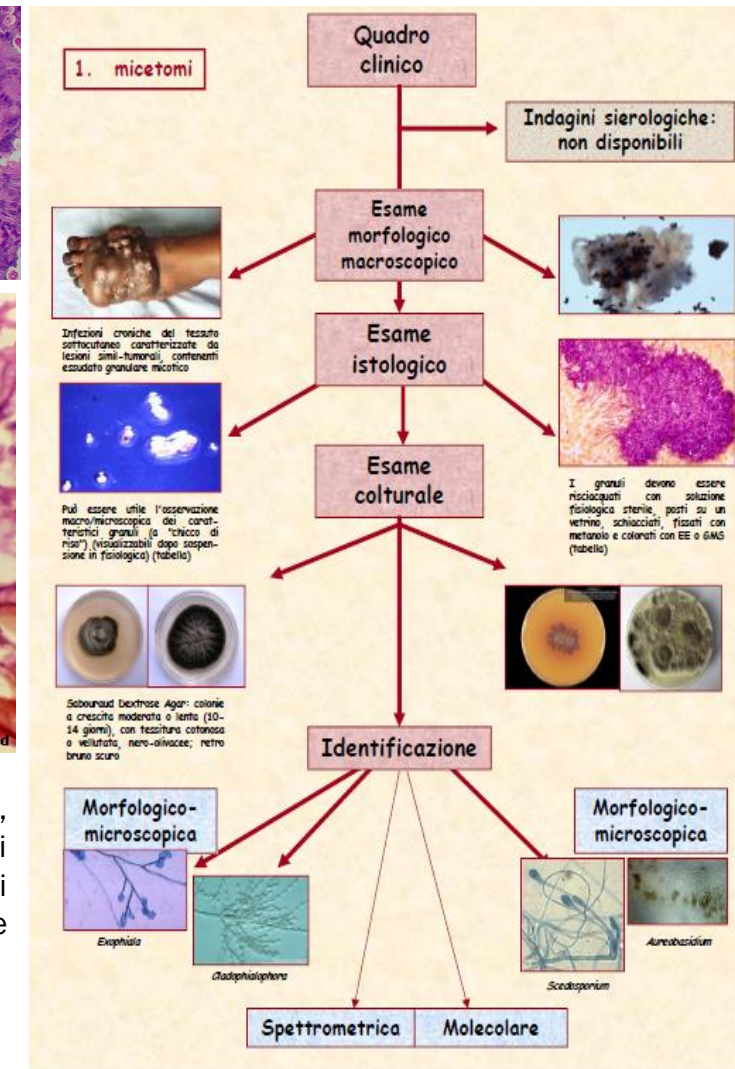 1. micetomi
Quadro
clinico
Indagini sierologiche:
non disponibili
Esame
morfologico
macroscopico
Infezioni croniche del tessuto
sottocutaneo caratterizzate da
lesioni simil-tumorali, contenenti
essudato granulare micotico
Esame
istologico
Può essere utile l'osservazione
macro/microscopica dei carat-
teristici granuli (a "chicco di
riso") (visualizzabili dopo sospen-
sione in fisiologica) (tabella)
I granuli devono essere
risciacquati con soluzione
fisiologica sterile, posti su un
vetrino, schiacciati, fissati con
metanolo e colorati con EE o GMS
(tabella)
Esame
colturale
Sabouraud Dextrose Agar: colonie
a crescita moderata o lenta (10-
14 giorni), con tessitura cotonosa
o vellutata, nero-olivacee; retro
bruno scuro
Identificazione
Morfologico-
microscopica
Morfologico-
microscopica
Exophiala
Cladophialophora
Scedosporium
Aureobasidium
Spettrometrica
Molecolare
d
,
i
i
e